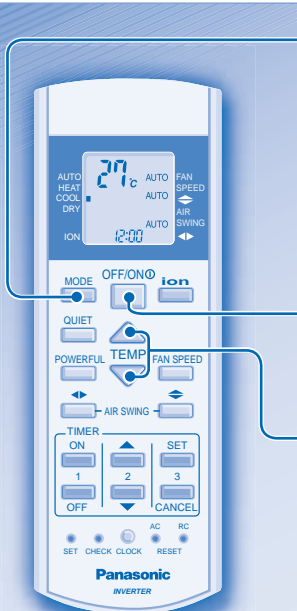 27°c
AUTO
AUTO
AUTO
AUTO
HEAT
COOL
DRY
ION
FAN
SPEED
AIR
SWING
12:00
MODE
OFF/ON
ion
QUIET
POWERFUL
TEMP
FAN SPEED
AIR SWING
TIMER
ON
SET
1
2
3
OFF
CANCEL
AC
RC
SET
CHECK
CLOCK
RESET
Panasonic
INVERTER